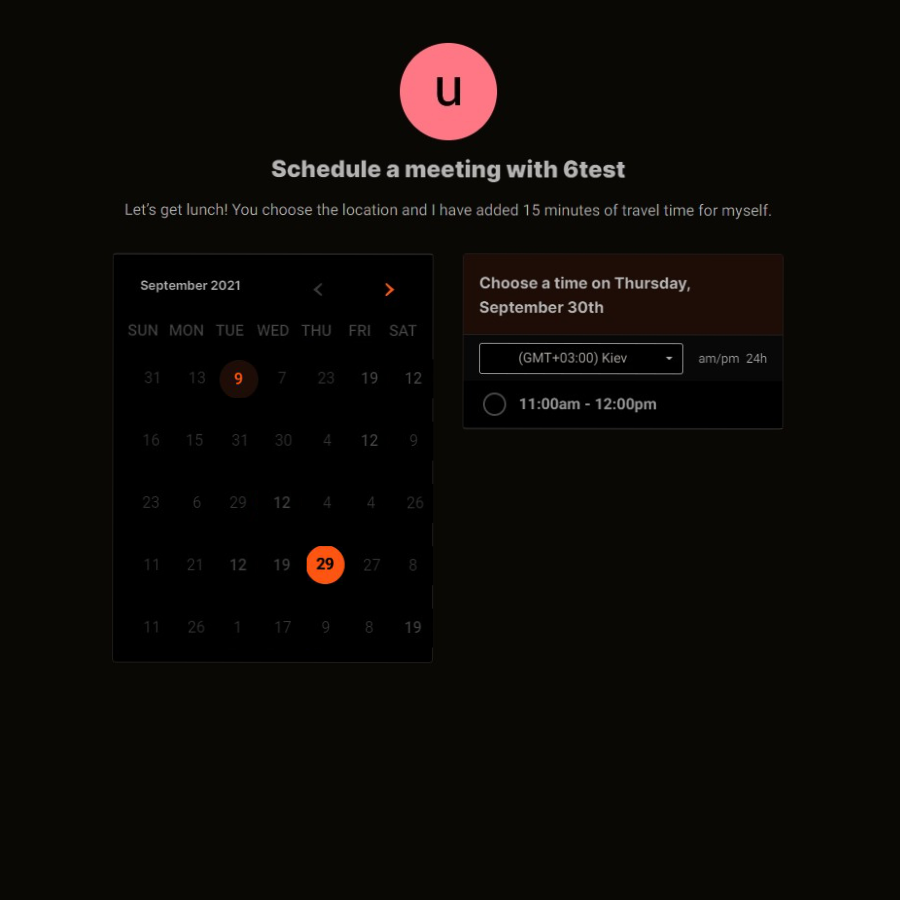 u
Schedule a meeting with 6test
Let's get lunch! You choose the location and I have added 15 minutes of travel time for myself.
September 2021
SUN MON TUE WED THU FRI SAT
31 13 9 7 23 19 12
16 15 31 30 4 12 9
23 6 29 12 4 4 26
11 21 12 19 29 27 8
11 26 1 17 9 8 19
Choose a time on Thursday,
September 30th
(GMT+03:00) Kiev am/pm 24h
11:00am - 12:00pm